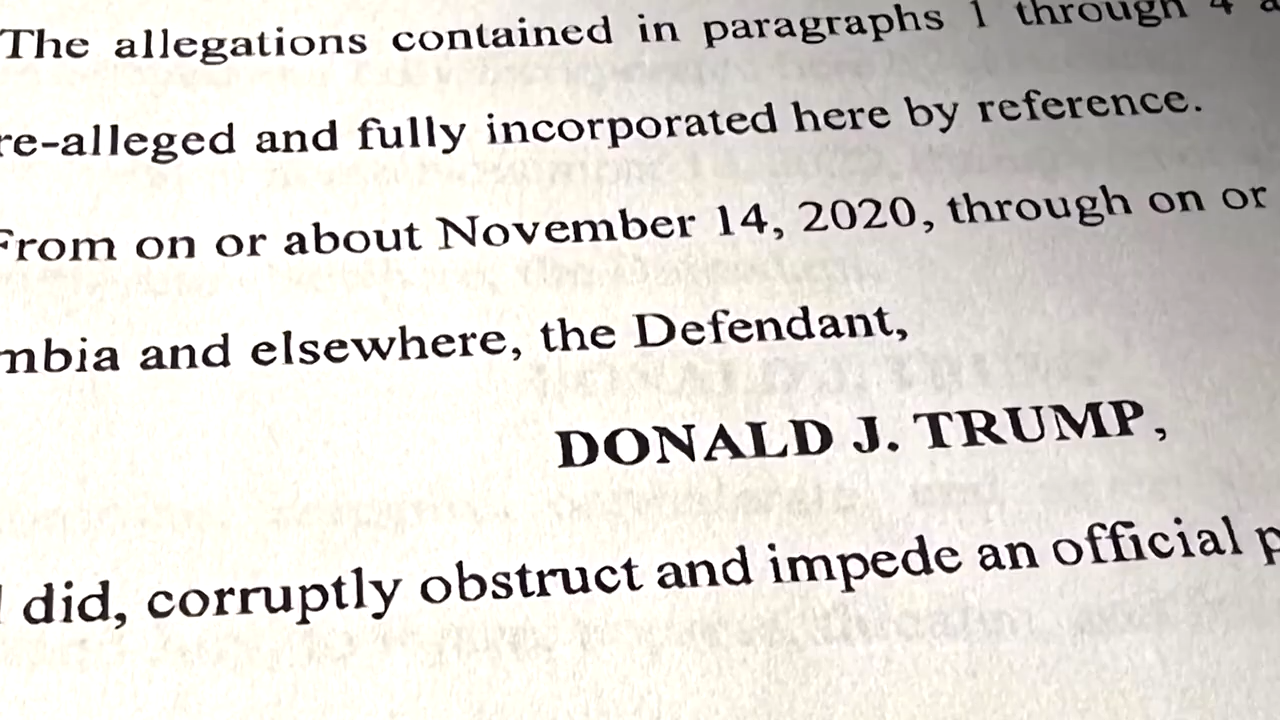 The allegations contained in paragraphs 1 through 4
re-alleged and fully incorporated here by reference.
From on or about November 14, 2020, through on or
mbia and elsewhere, the Defendant,
DONALD J. TRUMP,
did, corruptly obstruct and impede an official p